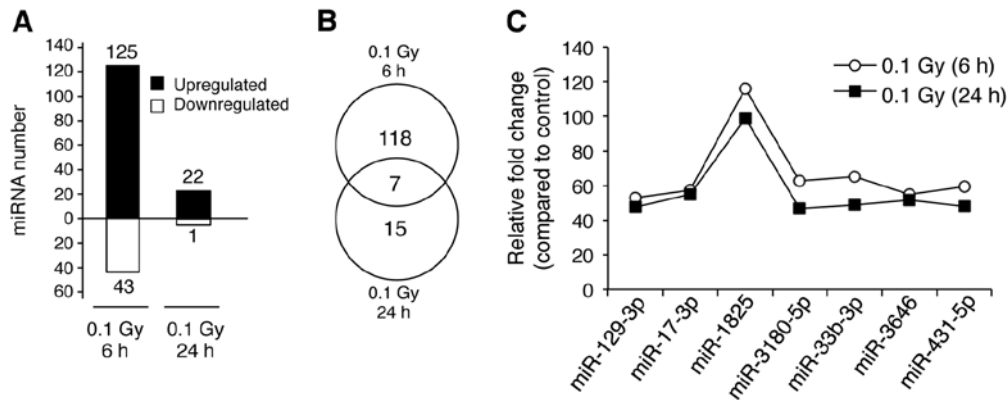 A
140
120
100
80
60
40
20
0
20
40
60
miRNA number
125
43
22
1
Upregulated
Downregulated
0.1 Gy
6 h
0.1 Gy
24 h
B
0.1 Gy
6 h
118
7
15
0.1 Gy
24 h
C
140
120
100
80
60
40
20
0
Relative fold change
(compared to control)
0.1 Gy (6 h)
0.1 Gy (24 h)
miR-129-3p
miR-17-3p
miR-1825
miR-3180-5p
miR-33b-3p
miR-3646
miR-431-5p